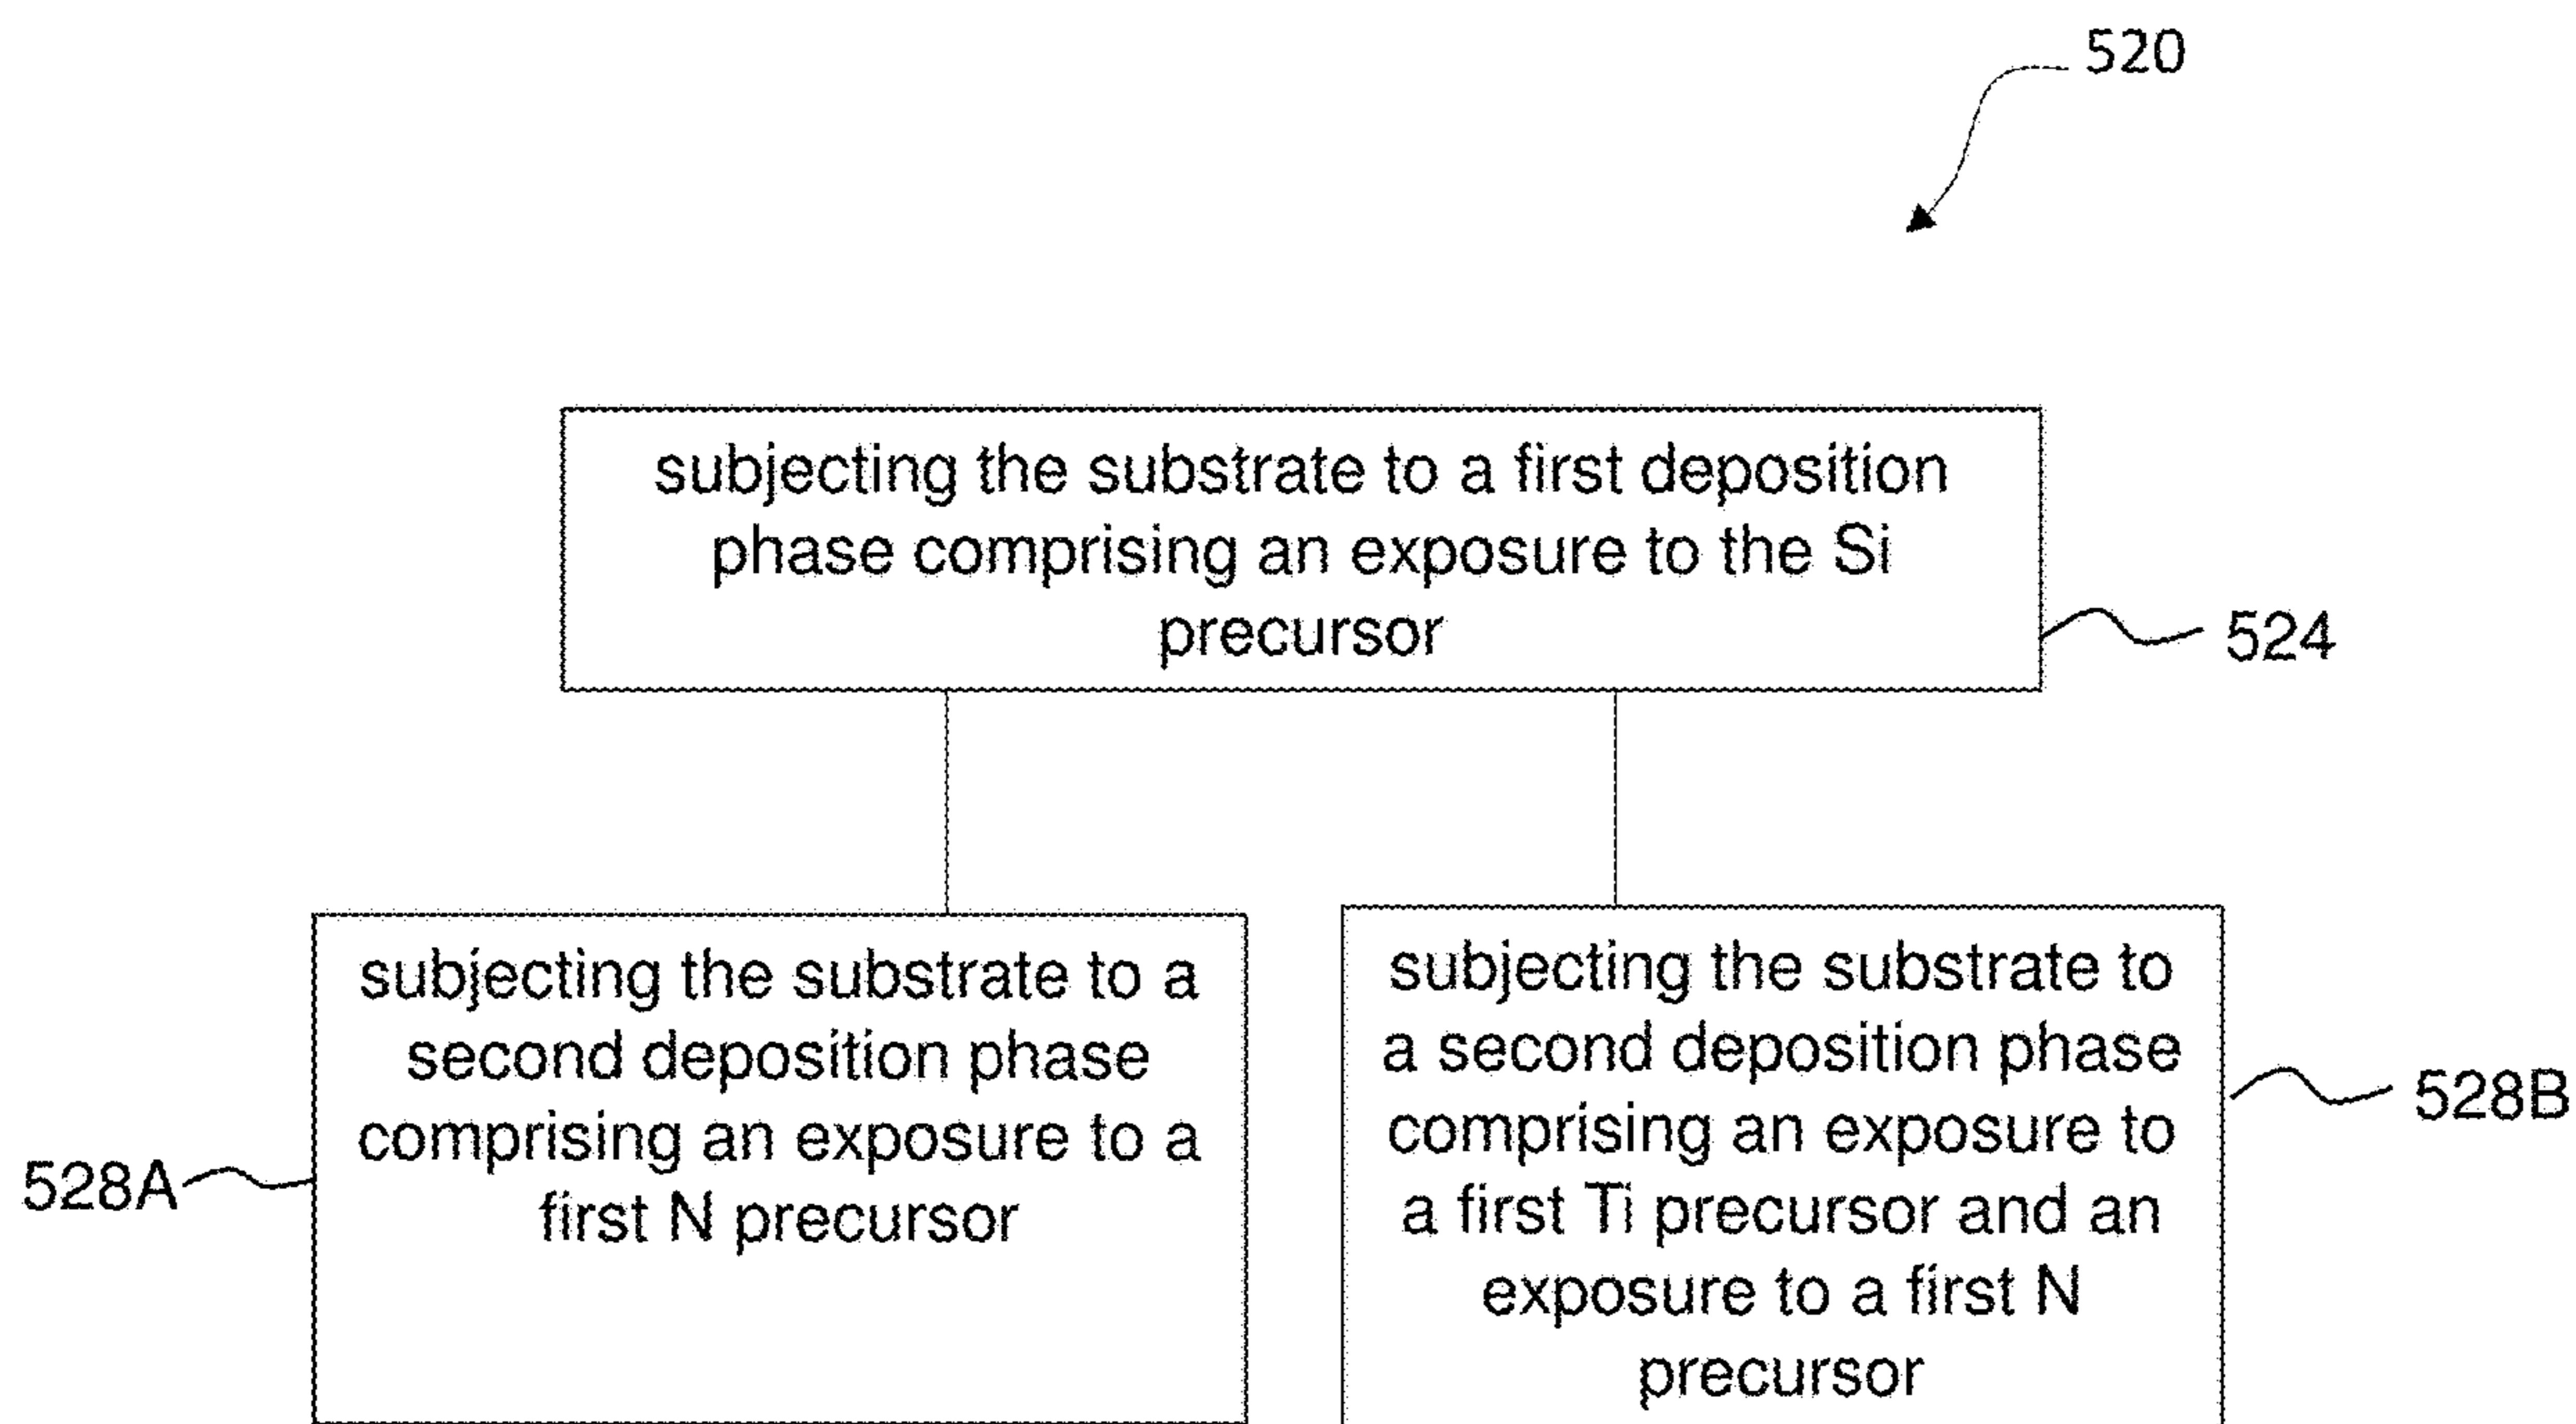 520
subjecting the substrate to a first deposition
phase comprising an exposure to the Si
precursor
524
subjecting the substrate to a
second deposition phase
comprising an exposure to a
first N precursor
528A
subjecting the substrate to
a second deposition phase
comprising an exposure to
a first Ti precursor and an
exposure to a first N
precursor
528B